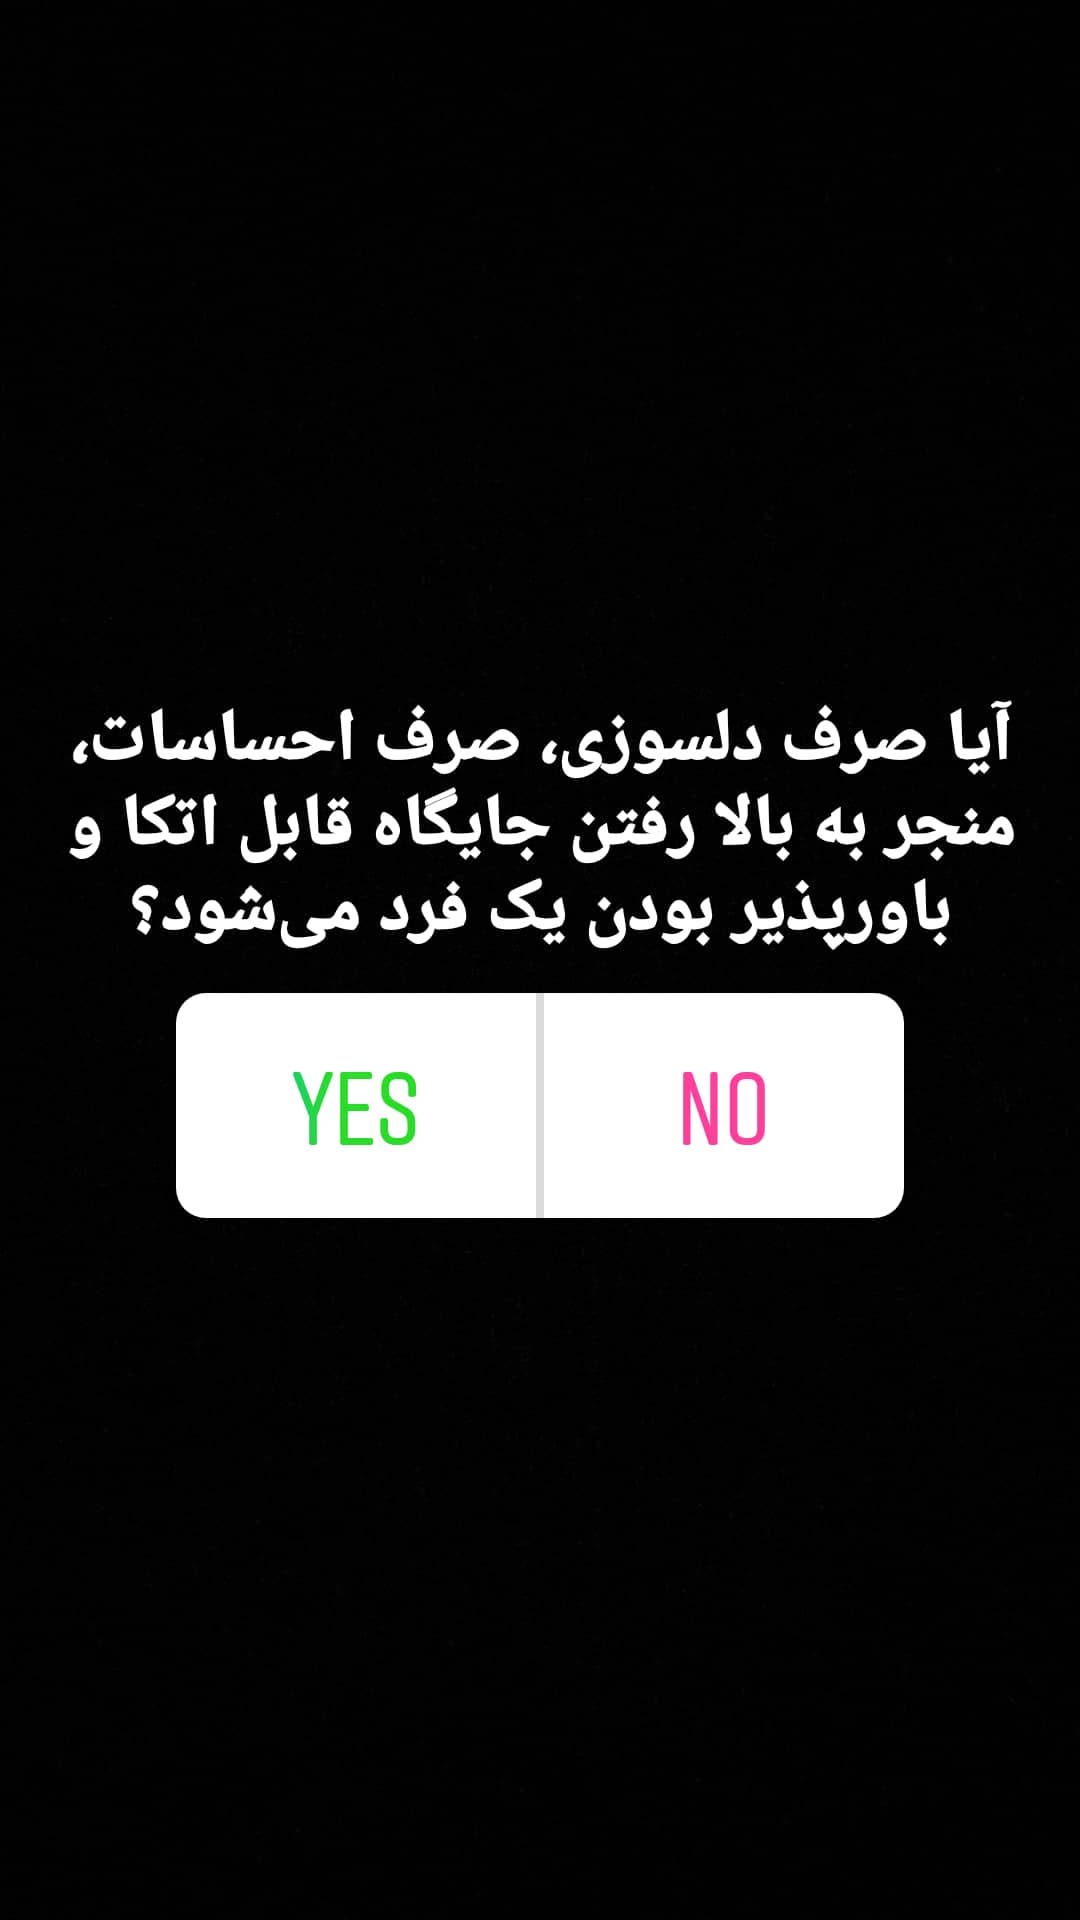 آیا صرف دلسوزی، صرف احساسات،
منجر به بالا رفتن جایگاه قابل اتکا و
باورپذیر بودن یک فرد می‌شود؟
YES
NO